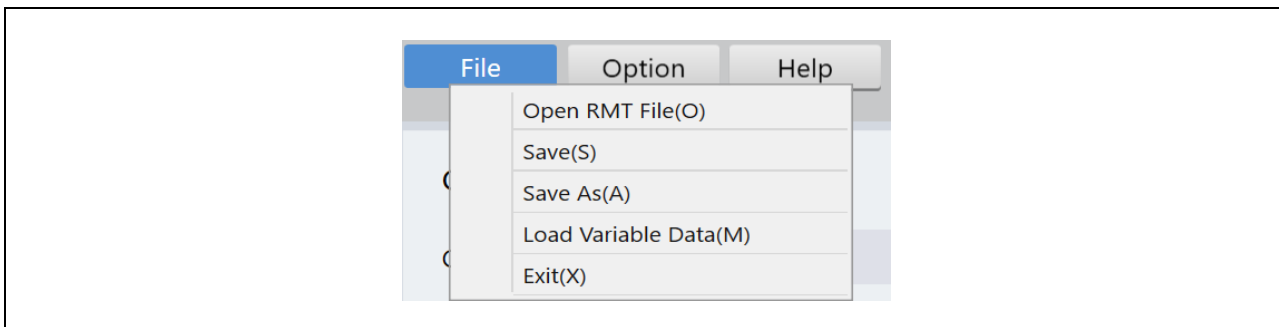 File Option Help
Open RMT File(O)
Save(S)
Save As(A)
Load Variable Data(M)
Exit(X)